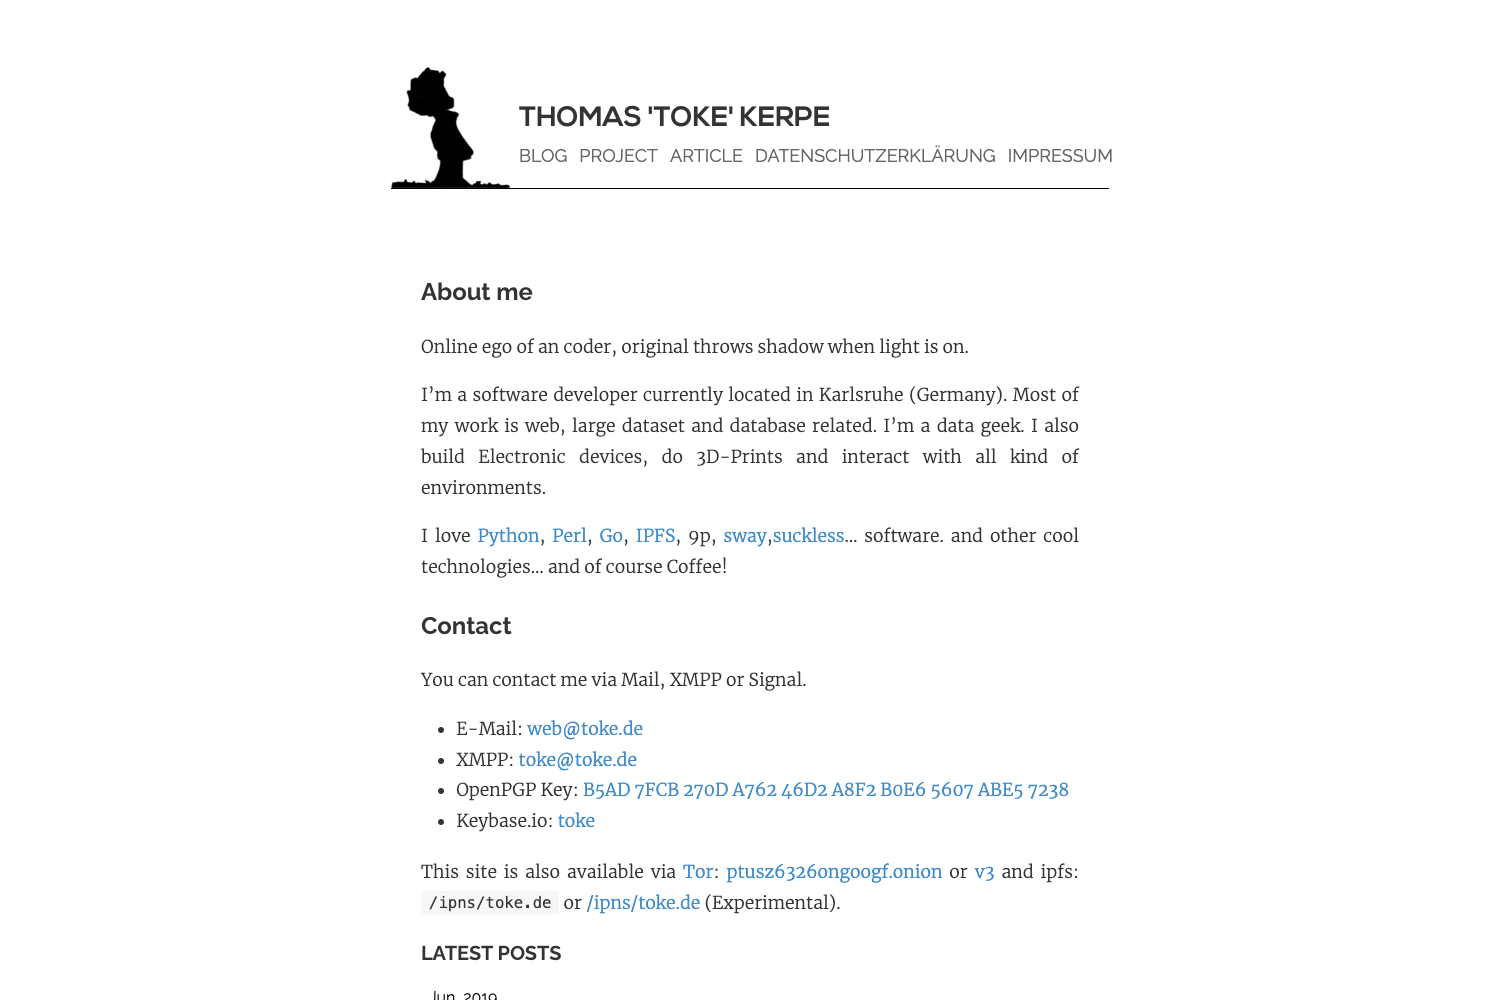 THOMAS 'TOKE' KERPE
BLOG PROJECT ARTICLE DATENSCHUTZERKLÄRUNG IMPRESSUM
About me
Online ego of an coder, original throws shadow when light is on.
I’m a software developer currently located in Karlsruhe (Germany). Most of
my work is web, large dataset and database related. I’m a data geek. I also
build Electronic devices, do 3D-Prints and interact with all kind of
environments.
I love Python, Perl, Go, IPFS, 9p, sway,suckless… software. and other cool
technologies… and of course Coffee!
Contact
You can contact me via Mail, XMPP or Signal.
• E-Mail: web@toke.de
• XMPP: toke@toke.de
• OpenPGP Key: B5AD 7FCB 270D A762 46D2 A8F2 B0E6 5607 ABE5 7238
• Keybase.io: toke
This site is also available via Tor: ptusz6326ongoogf.onion or v3 and ipfs:
/ipns/toke.de or /ipns/toke.de (Experimental).
LATEST POSTS
Jun, 2019